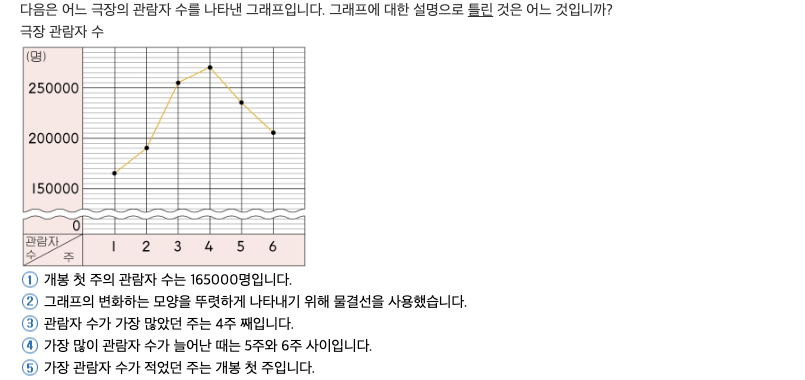 다음은 어느 극장의 관람자 수를 나타낸 그래프입니다. 그래프에 대한 설명으로 틀린 것은 어느 것입니까?
극장 관람자 수
(명)
250000
200000
150000
0
관람자
수
주
1 2 3 4 5 6
① 개봉 첫 주의 관람자 수는 165000명입니다.
② 그래프의 변화하는 모양을 뚜렷하게 나타내기 위해 물결선을 사용했습니다.
③ 관람자 수가 가장 많았던 주는 4주 째입니다.
④ 가장 많이 관람자 수가 늘어난 때는 5주와 6주 사이입니다.
⑤ 가장 관람자 수가 적었던 주는 개봉 첫 주입니다.